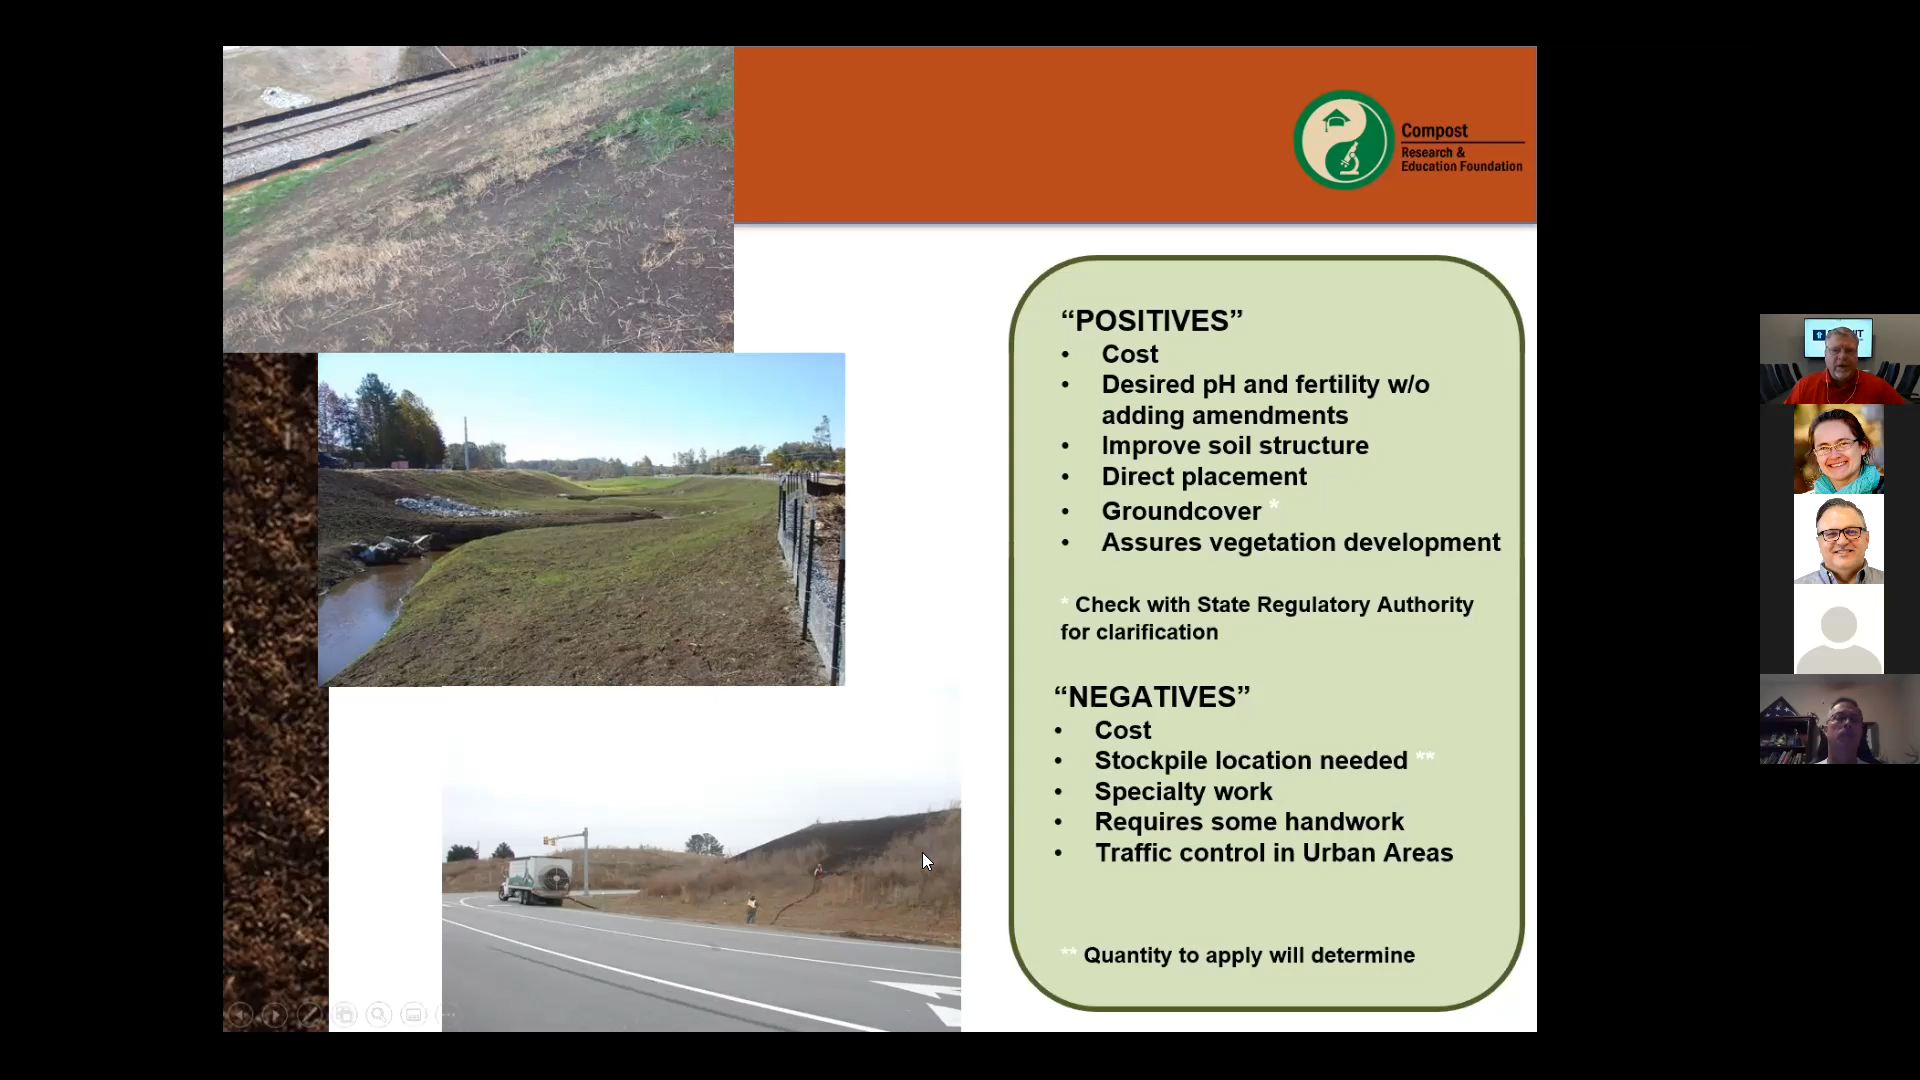 Compost
Research &
Education Foundation
“POSITIVES”
• Cost
• Desired pH and fertility w/o
adding amendments
• Improve soil structure
• Direct placement
• Groundcover *
• Assures vegetation development
* Check with State Regulatory Authority
for clarification
“NEGATIVES”
• Cost
• Stockpile location needed **
• Specialty work
• Requires some handwork
• Traffic control in Urban Areas
** Quantity to apply will determine